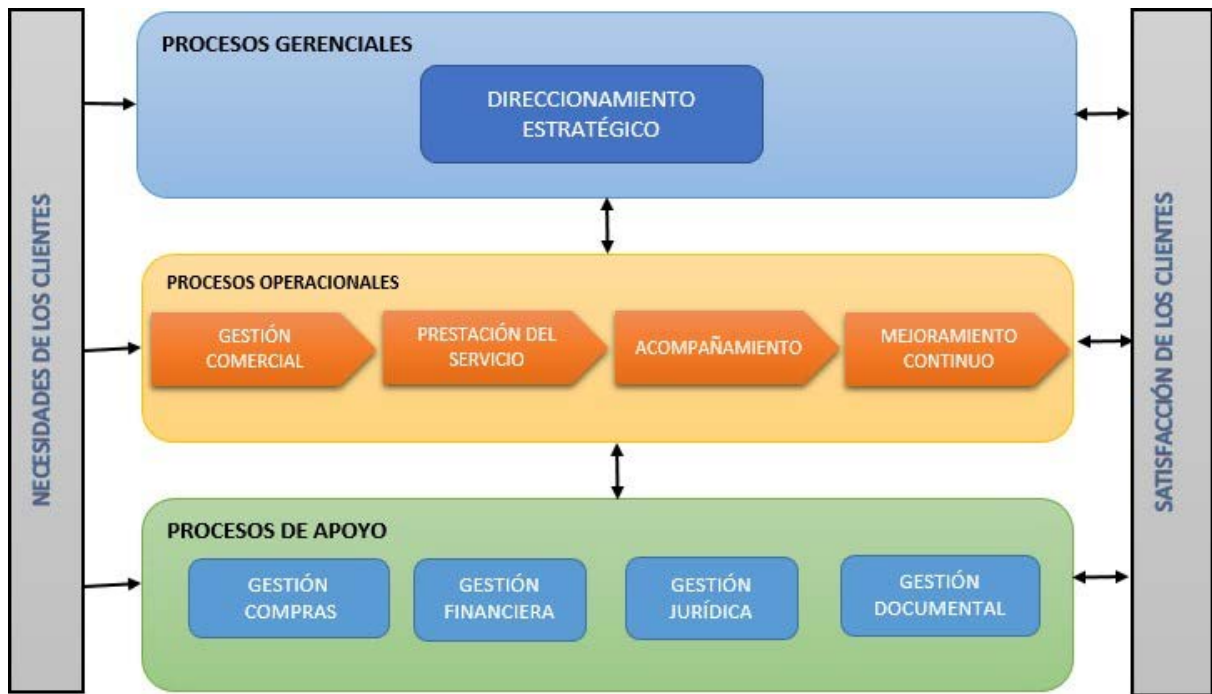 NECESIDADES DE LOS CLIENTES
PROCESOS GERENCIALES
DIRECCIONAMIENTO
ESTRATÉGICO
PROCESOS OPERACIONALES
GESTIÓN
COMERCIAL
PRESTACIÓN DEL
SERVICIO
ACOMPAÑAMIENTO
MEJORAMIENTO
CONTINUO
PROCESOS DE APOYO
GESTIÓN
COMPRAS
GESTIÓN
FINANCIERA
GESTIÓN
JURÍDICA
GESTIÓN
DOCUMENTAL
SATISFACCIÓN DE LOS CLIENTES